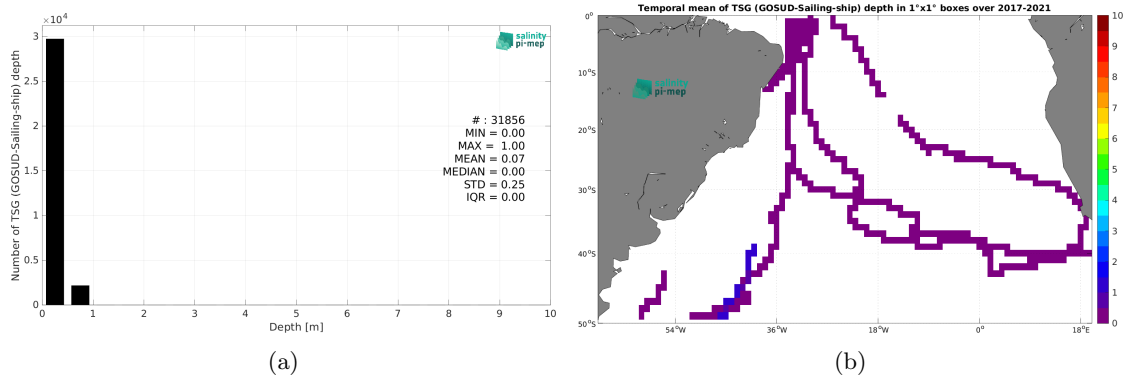 ×10⁴
3
2.5
2
1.5
1
0.5
0
Number of TSG (GOSUD-Sailing-ship) depth
salinity
pi-mep
# : 31856
MIN = 0.00
MAX = 1.00
MEAN = 0.07
MEDIAN = 0.00
STD = 0.25
IQR = 0.00
0 1 2 3 4 5 6 7 8 9 10
Depth [m]
(a)
Temporal mean of TSG (GOSUD-Sailing-ship) depth in 1°x1° boxes over 2017-2021
0°
10°S
20°S
30°S
40°S
50°S
salinity
pi-mep
54°W 36°W 18°W 0° 18°E
10
9
8
7
6
5
4
3
2
1
0
(b)